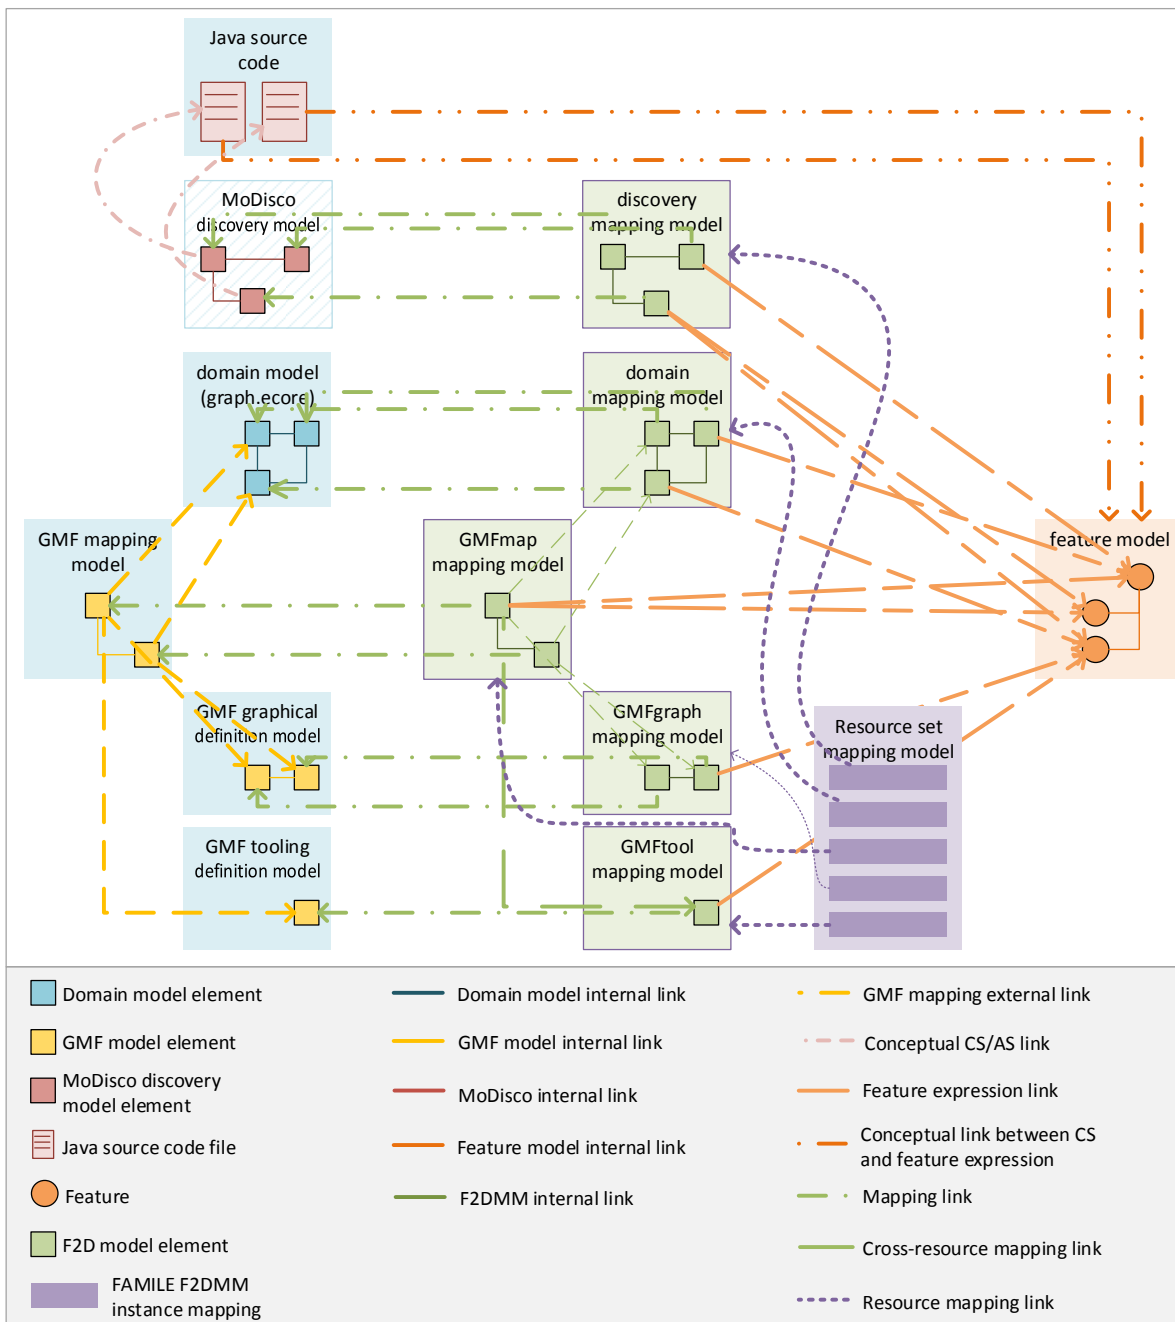 Java source
code
MoDisco
discovery model
discovery
mapping model
domain model
(graph.ecore)
domain
mapping model
GMF mapping
model
GMFmap
mapping model
feature model
GMF graphical
definition model
GMFgraph
mapping model
Resource set
mapping model
GMF tooling
definition model
GMFtool
mapping model
Domain model element
GMF model element
MoDisco discovery
model element
Java source code file
Feature
F2D model element
FAMILE F2DMM
instance mapping
Domain model internal link
GMF model internal link
MoDisco internal link
Feature model internal link
F2DMM internal link
GMF mapping external link
Conceptual CS/AS link
Feature expression link
Conceptual link between CS
and feature expression
Mapping link
Cross-resource mapping link
Resource mapping link